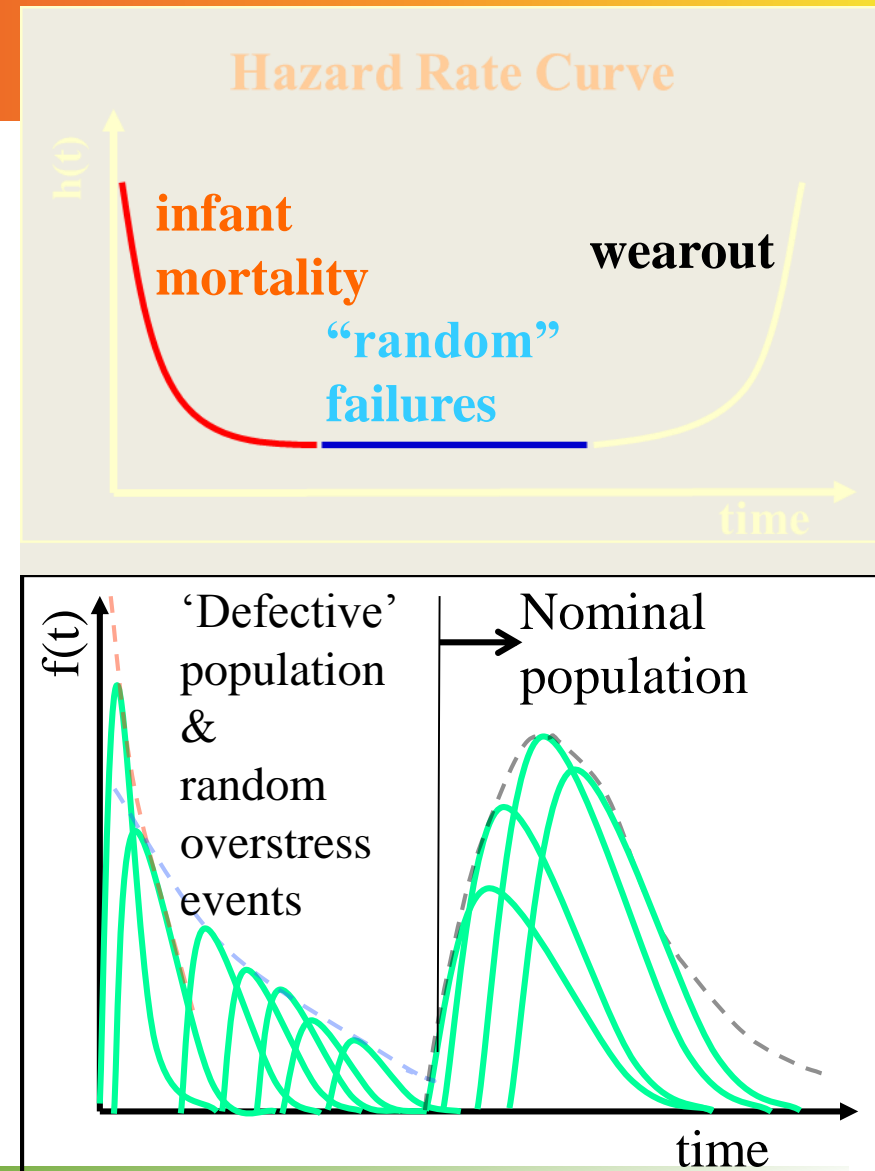 Hazard Rate Curve
h(t)
infant
mortality
wearout
“random”
failures
time
f(t)
‘Defective’
population
&
random
overstress
events
Nominal
population
time